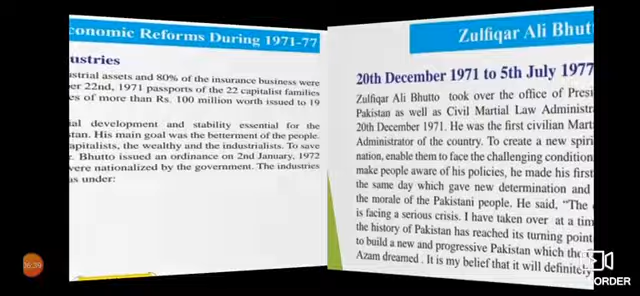 conomic Reforms During 1971-77
ustries
ustrial assets and 80% of the insurance business were
er 22nd, 1971 passports of the 22 capitalist families
es of more than Rs. 100 million worth issued to 19
ial development and stability essential for the
stan. His main goal was the betterment of the people.
apitalists, the wealthy and the industrialists. To save
r. Bhutto issued an ordinance on 2nd January, 1972
were nationalized by the government. The industries
as under:
Zulfiqar Ali Bhutt
20th December 1971 to 5th July 1977
Zulfiqar Ali Bhutto took over the office of Presi
Pakistan as well as Civil Martial Law Administra
20th December 1971. He was the first civilian Mart
Administrator of the country. To create a new spiri
nation, enable them to face the challenging condition
make people aware of his policies, he made his first
the same day which gave new determination and
the morale of the Pakistani people. He said, “The
is facing a serious crisis. I have taken over at a tim
the history of Pakistan has reached its turning point
to build a new and progressive Pakistan which the
Azam dreamed. It is my belief that it will definitely
06:39
ORDER